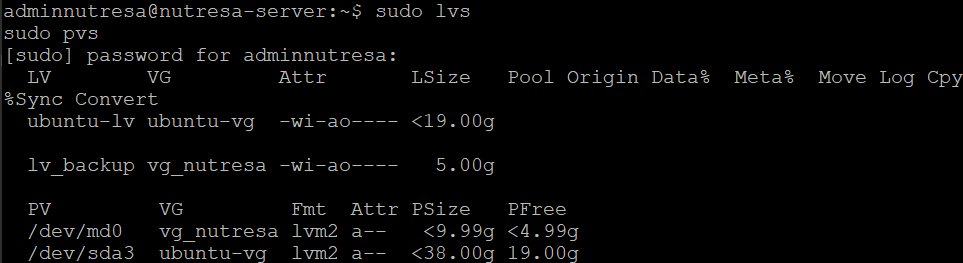 adminnutresa@nutresa-server:~$ sudo lvs
sudo pvs
[sudo] password for adminnutresa:
  LV        VG         Attr       LSize   Pool Origin Data%  Meta%  Move Log Cpy
%Sync Convert
  ubuntu-lv ubuntu-vg  -wi-ao---- <19.00g
  lv_backup vg_nutresa -wi-ao----   5.00g
  PV         VG         Fmt  Attr PSize   PFree
  /dev/md0   vg_nutresa lvm2 a--   <9.99g <4.99g
  /dev/sda3  ubuntu-vg  lvm2 a--  <38.00g 19.00g